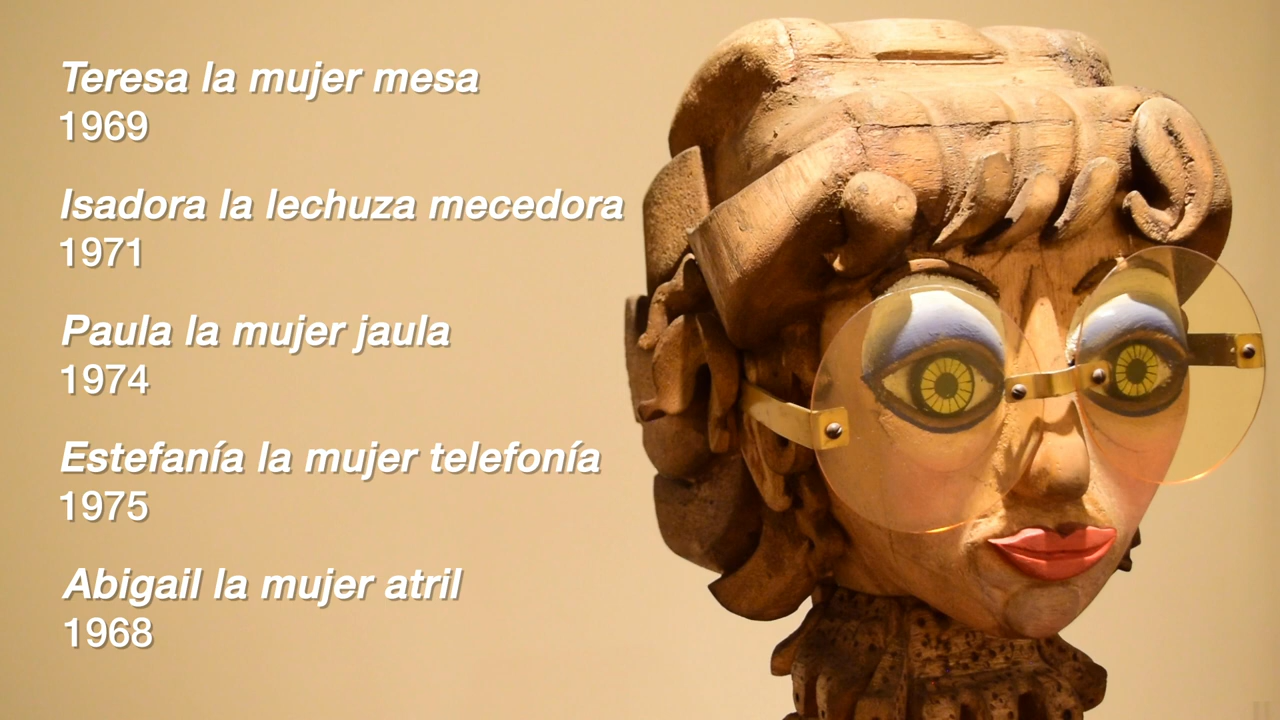 Teresa la mujer mesa
1969
Isadora la lechuza mecedora
1971
Paula la mujer jaula
1974
Estefanía la mujer telefonía
1975
Abigail la mujer atril
1968